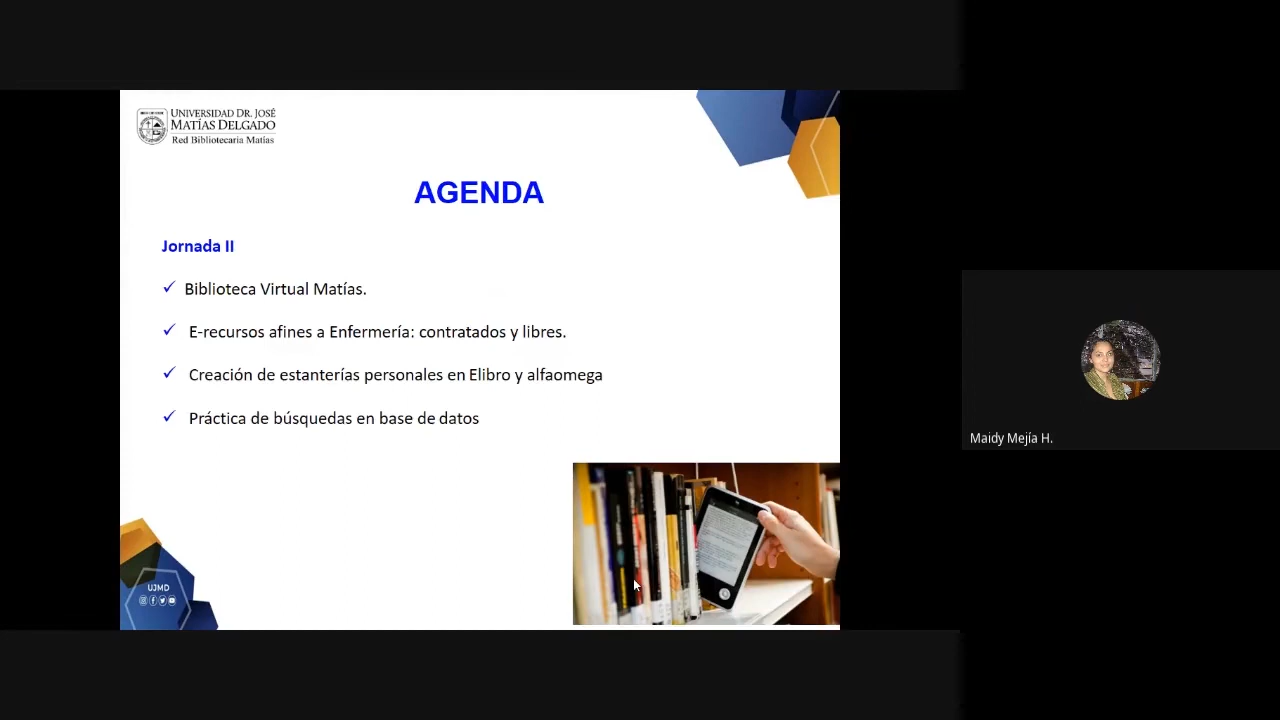 UNIVERSIDAD DR. JOSÉ
MATÍAS DELGADO
Red Bibliotecaria Matías
AGENDA
Jornada II
✓ Biblioteca Virtual Matías.
✓ E-recursos afines a Enfermería: contratados y libres.
✓ Creación de estanterías personales en Elibro y alfaomega
✓ Práctica de búsquedas en base de datos
UJMD
Maidy Mejía H.